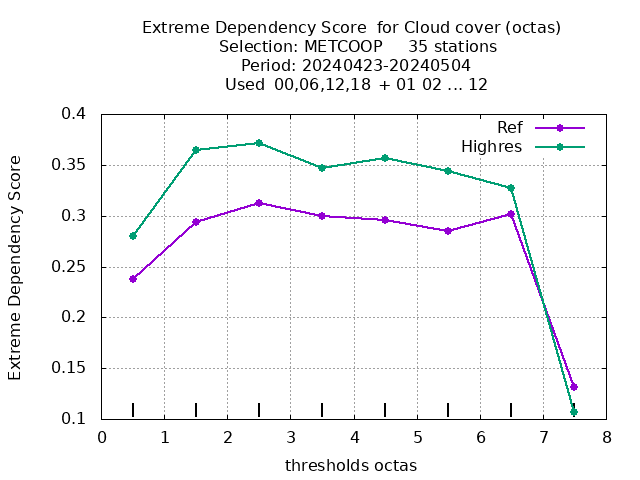 Extreme Dependency Score  for Cloud cover (octas)
Selection: METCOOP     35 stations
Period: 20240423-20240504
Used  00,06,12,18  + 01 02 ... 12
Ref
Highres
Extreme Dependency Score
0.4
0.35
0.3
0.25
0.2
0.15
0.1
0 1 2 3 4 5 6 7 8
thresholds octas